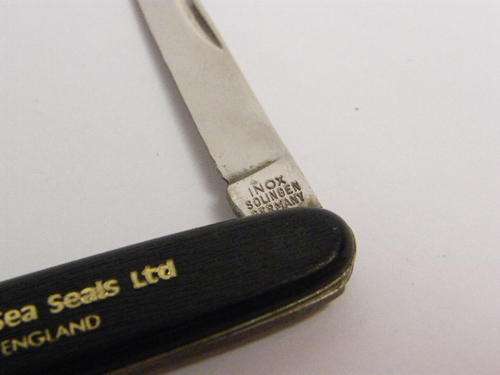 INOX
SOLINGEN
GERMANY
Sea Seals Ltd
ENGLAND